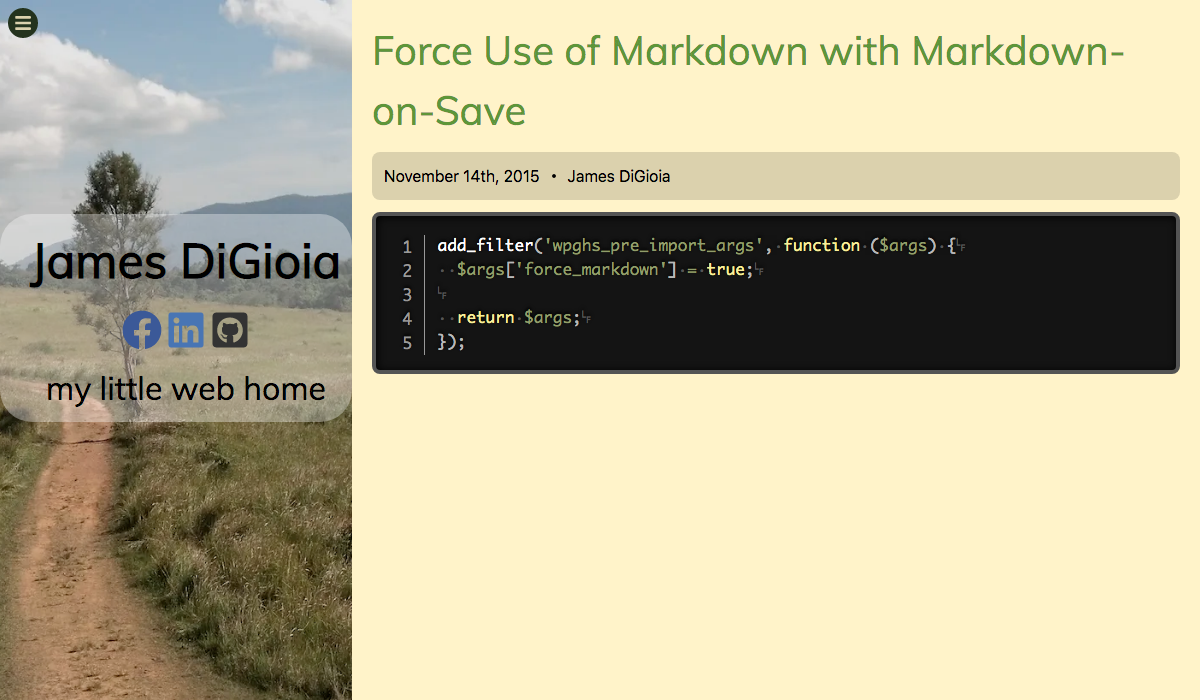 James DiGioia
my little web home
Force Use of Markdown with Markdown-
on-Save
November 14th, 2015 • James DiGioia
1 add_filter('wpghs_pre_import_args', function ($args) {
2   $args['force_markdown'] = true;
3
4   return $args;
5 });